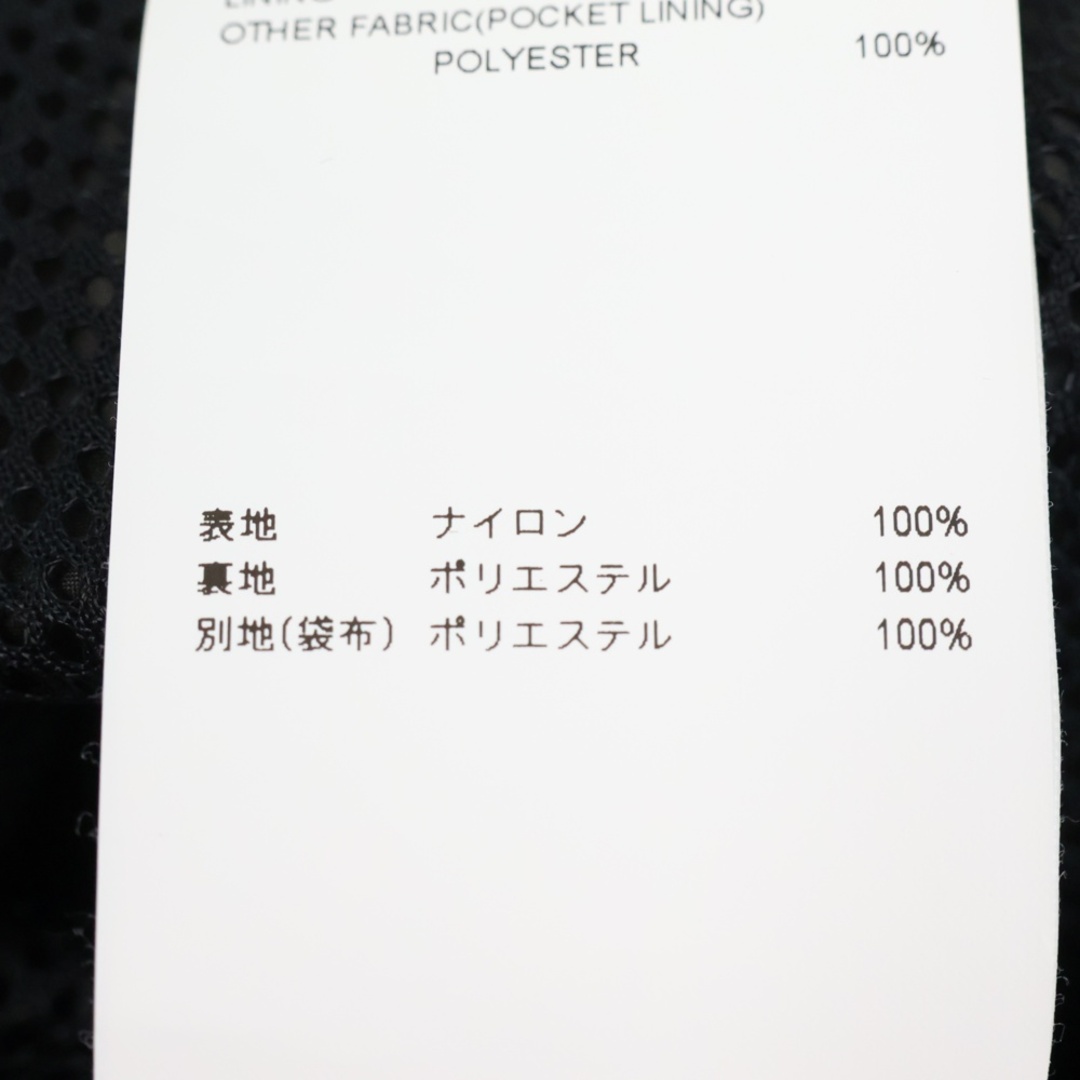 LINING
OTHER FABRIC(POCKET LINING)
POLYESTER 100%
表地 ナイロン 100%
裏地 ポリエステル 100%
別地(袋布) ポリエステル 100%